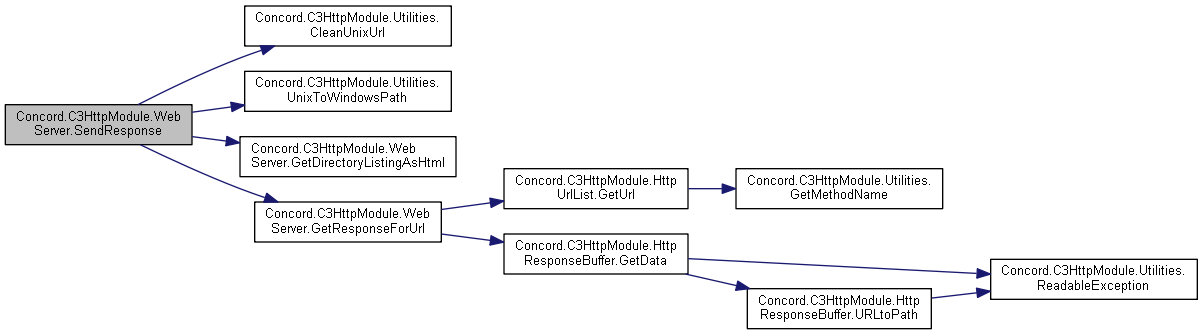 Concord.C3HttpModule.Utilities.
CleanUnixUrl
Concord.C3HttpModule.Utilities.
UnixToWindowsPath
Concord.C3HttpModule.Web
Server.SendResponse
Concord.C3HttpModule.Web
Server.GetDirectoryListingAsHtml
Concord.C3HttpModule.Web
Server.GetResponseForUrl
Concord.C3HttpModule.Http
UrlList.GetUrl
Concord.C3HttpModule.Utilities.
GetMethodName
Concord.C3HttpModule.Http
ResponseBuffer.GetData
Concord.C3HttpModule.Http
ResponseBuffer.URLtoPath
Concord.C3HttpModule.Utilities.
ReadableException